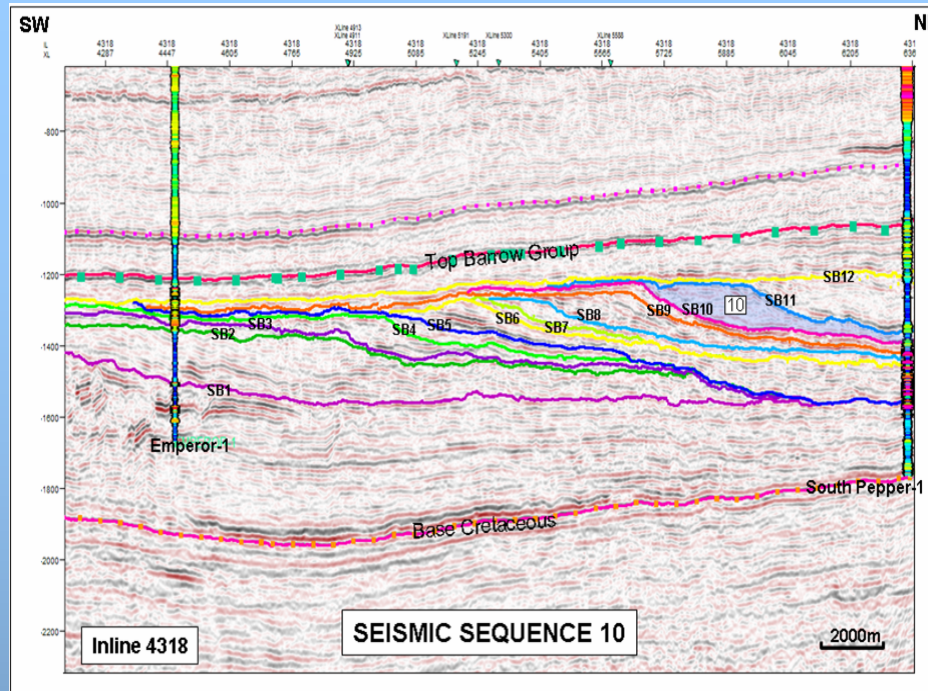 SW
N
XLine 4913
XLine 4911
XLine 5191
XLine 5300
XLine 5588
IL 4318 4318 4318 4318 4318 4318 4318 4318 4318 4318 4318 4318 4318 431
XL 4287 4447 4605 4765 4925 5085 5245 5405 5565 5725 5885 6045 6205 636
-800
-1000
-1200
-1400
-1600
-1800
-2000
-2200
Top Barrow Group
SB12
10
SB11
SB10
SB9
SB8
SB7
SB6
SB5
SB4
SB3
SB2
SB1
Emperor-1
South Pepper-1
Base Cretaceous
Inline 4318
SEISMIC SEQUENCE 10
2000m